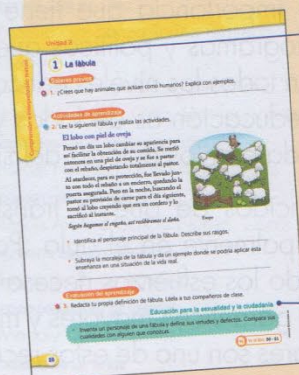 Unidad 2
1 La fábula
Saberes previos
1. ¿Crees que hay animales que actúan como humanos? Explica con ejemplos.
Actividades de aprendizaje
2. Lee la siguiente fábula y realiza las actividades.
El lobo con piel de oveja
Pensó un día un lobo cambiar su apariencia para
así facilitar la obtención de su comida. Se metió
entonces en una piel de oveja y se fue a pastar
con el rebaño, despistando totalmente al pastor.
Al atardecer, para su protección, fue llevado jun-
to con todo el rebaño a un encierro, quedando la
puerta asegurada. Pero en la noche, buscando el
pastor su provisión de carne para el día siguiente,
tomó al lobo creyendo que era un cordero y lo
sacrificó al instante.
Según hagamos el engaño, así recibiremos el daño.
Esopo
• Identifica el personaje principal de la fábula. Describe sus rasgos.
• Subraya la moraleja de la fábula y da un ejemplo donde se podría aplicar esta
enseñanza en una situación de la vida real.
Evaluación del aprendizaje
3. Redacta tu propia definición de fábula. Léela a tus compañeros de clase.
Educación para la sexualidad y la ciudadanía
• Inventa un personaje de una fábula y define sus virtudes y defectos. Compara sus
cualidades con alguien que conozcas.